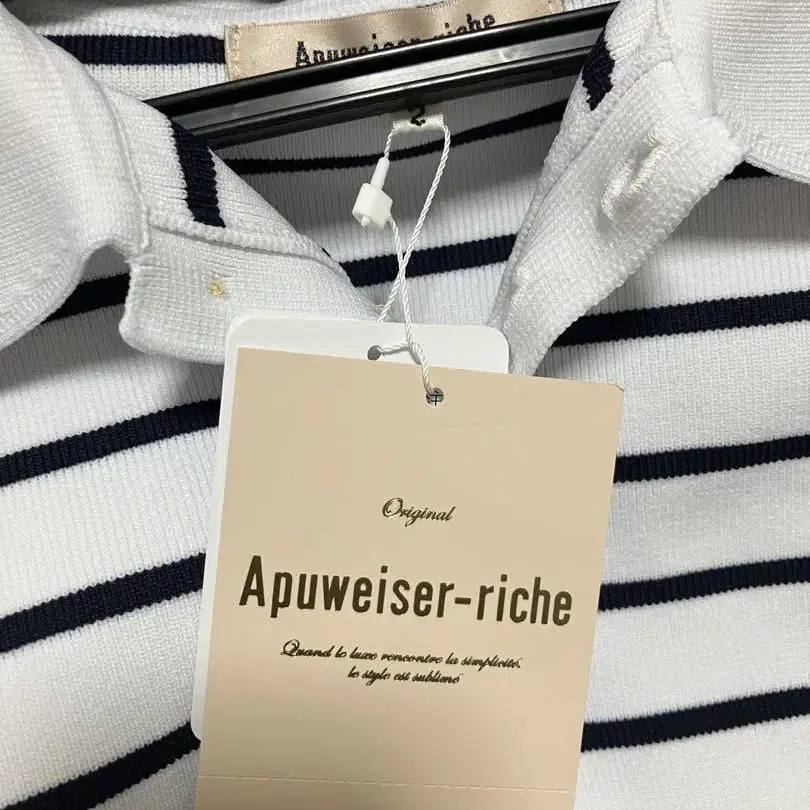 Apuweiser-riche
2
Original
Apuweiser-riche
Quand le luxe rencontre la simplicité,
le style est sublimé